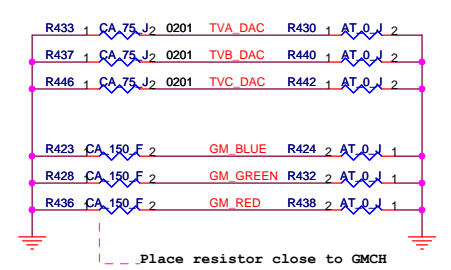 R433 1 CA_75_J 2 0201 TVA_DAC R430 1 AT_0_J 2
R437 1 CA_75_J 2 0201 TVB_DAC R440 1 AT_0_J 2
R446 1 CA_75_J 2 0201 TVC_DAC R442 1 AT_0_J 2
R423 1 CA_150_F 2 GM_BLUE R424 2 AT_0_J 1
R428 1 CA_150_F 2 GM_GREEN R432 2 AT_0_J 1
R436 1 CA_150_F 2 GM_RED R438 2 AT_0_J 1
Place resistor close to GMCH